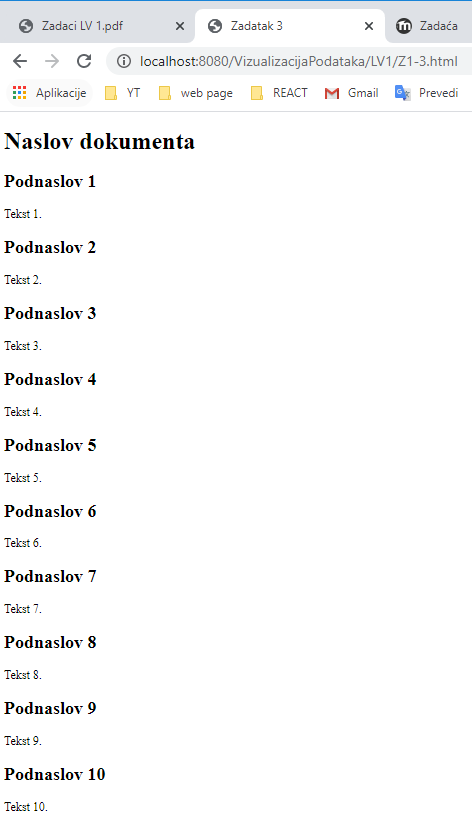 Zadaci LV 1.pdf
Zadatak 3
Zadaća
localhost:8080/VizualizacijaPodataka/LV1/Z1-3.html
Aplikacije YT web page REACT Gmail Prevedi
Naslov dokumenta
Podnaslov 1
Tekst 1.
Podnaslov 2
Tekst 2.
Podnaslov 3
Tekst 3.
Podnaslov 4
Tekst 4.
Podnaslov 5
Tekst 5.
Podnaslov 6
Tekst 6.
Podnaslov 7
Tekst 7.
Podnaslov 8
Tekst 8.
Podnaslov 9
Tekst 9.
Podnaslov 10
Tekst 10.